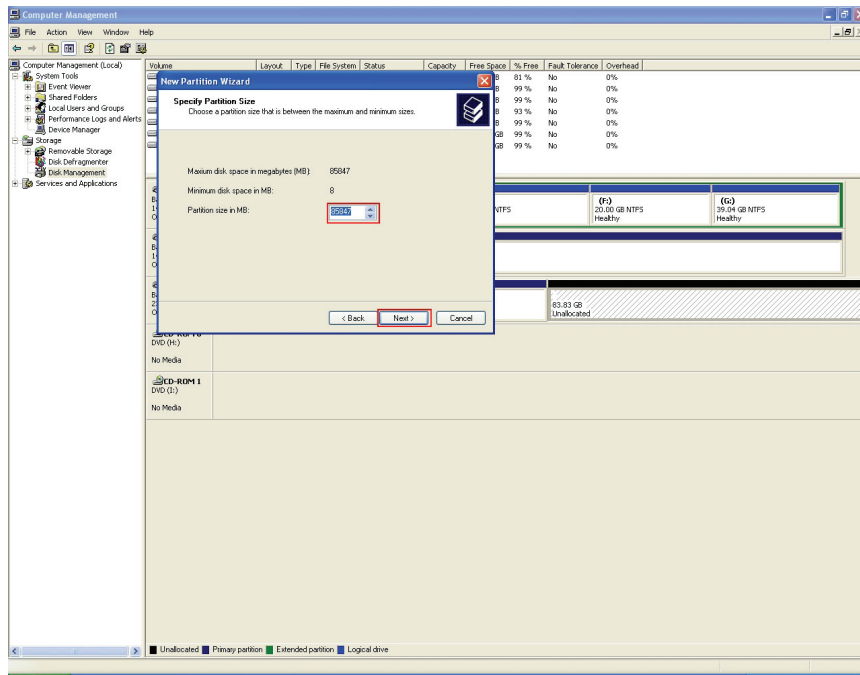 Computer Management
File Action View Window Help
Computer Management (Local)
System Tools
Event Viewer
Shared Folders
Local Users and Groups
Performance Logs and Alerts
Device Manager
Storage
Removable Storage
Disk Defragmenter
Disk Management
Services and Applications
Volume Layout Type File System Status Capacity Free Space % Free Fault Tolerance Overhead
B 81 % No 0%
B 99 % No 0%
B 99 % No 0%
B 93 % No 0%
B 99 % No 0%
GB 99 % No 0%
GB 99 % No 0%
New Partition Wizard
Specify Partition Size
Choose a partition size that is between the maximum and minimum sizes.
Maxium disk space in megabytes (MB): 85847
Minimum disk space in MB: 8
Partition size in MB: 85847
< Back Next > Cancel
NTFS
(F:)
20.00 GB NTFS
Healthy
(G:)
39.04 GB NTFS
Healthy
83.83 GB
Unallocated
DVD (H:)
No Media
CD-ROM 1
DVD (I:)
No Media
Unallocated Primary partition Extended partition Logical drive